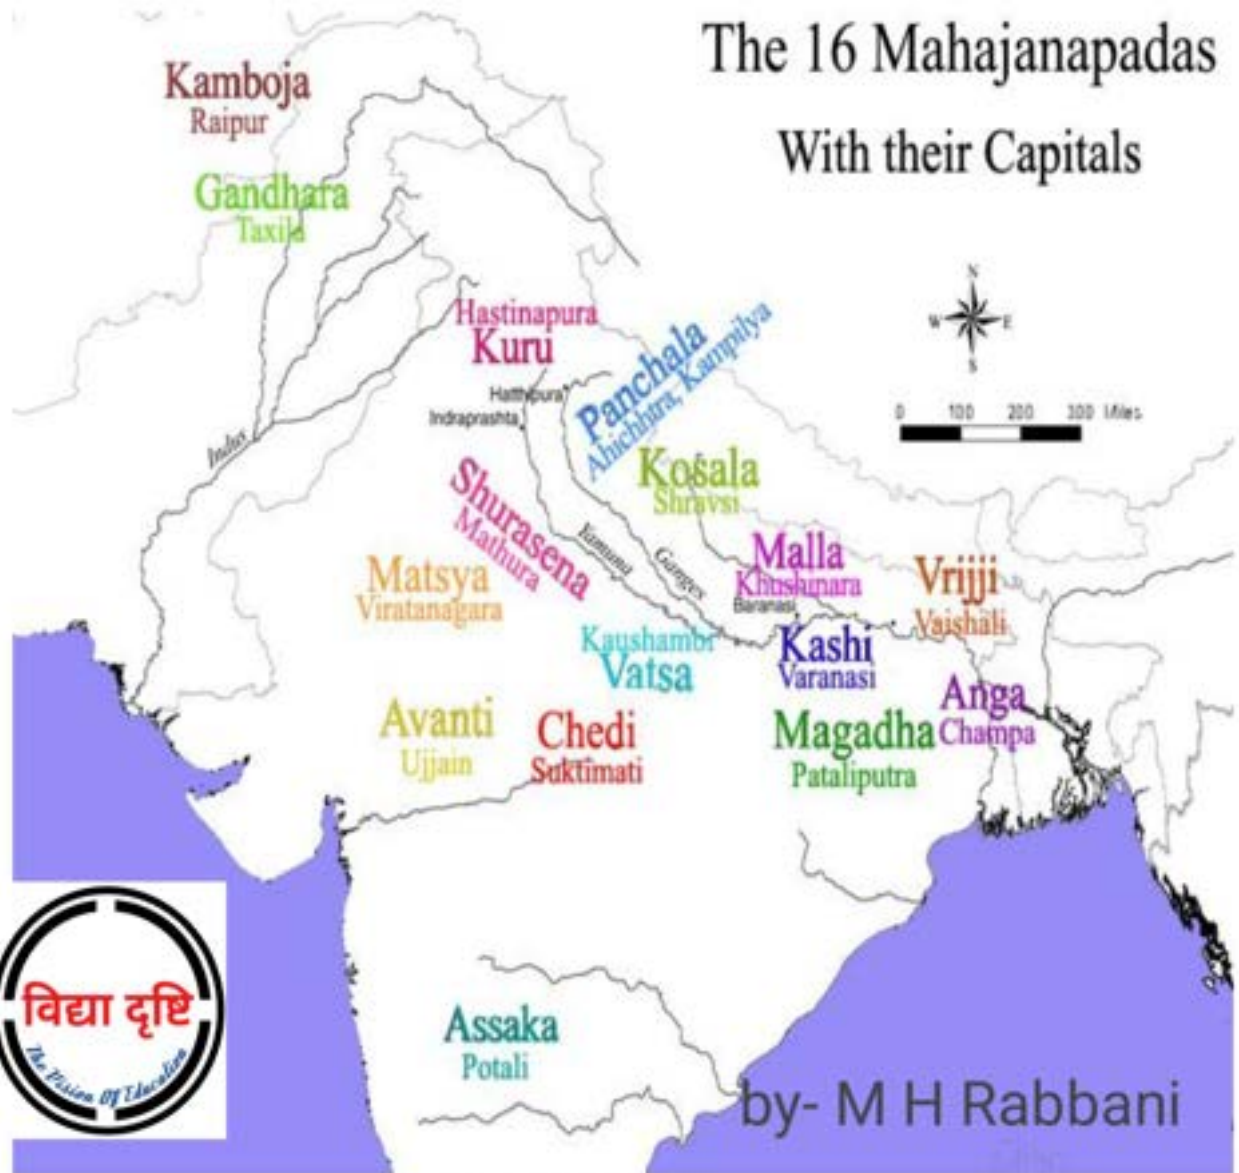 The 16 Mahajanapadas
With their Capitals
Kamboja
Raipur
Gandhara
Taxila
Hastinapura
Kuru
Hatthipura
Indraprashta
Panchala
Ahichhtra, Kampilya
N
W
E
S
0 100 200 300 Miles
Indus
Kosala
Shravsi
Shurasena
Mathura
Yamuna
Ganges
Matsya
Viratanagara
Malla
Khushinara
Baranasi
Vrijji
Vaishali
Kaushambi
Vatsa
Kashi
Varanasi
Anga
Champa
Avanti
Ujjain
Chedi
Suktimati
Magadha
Pataliputra
विद्या दृष्टि
The Vision Of Education
Assaka
Potali
by- M H Rabbani